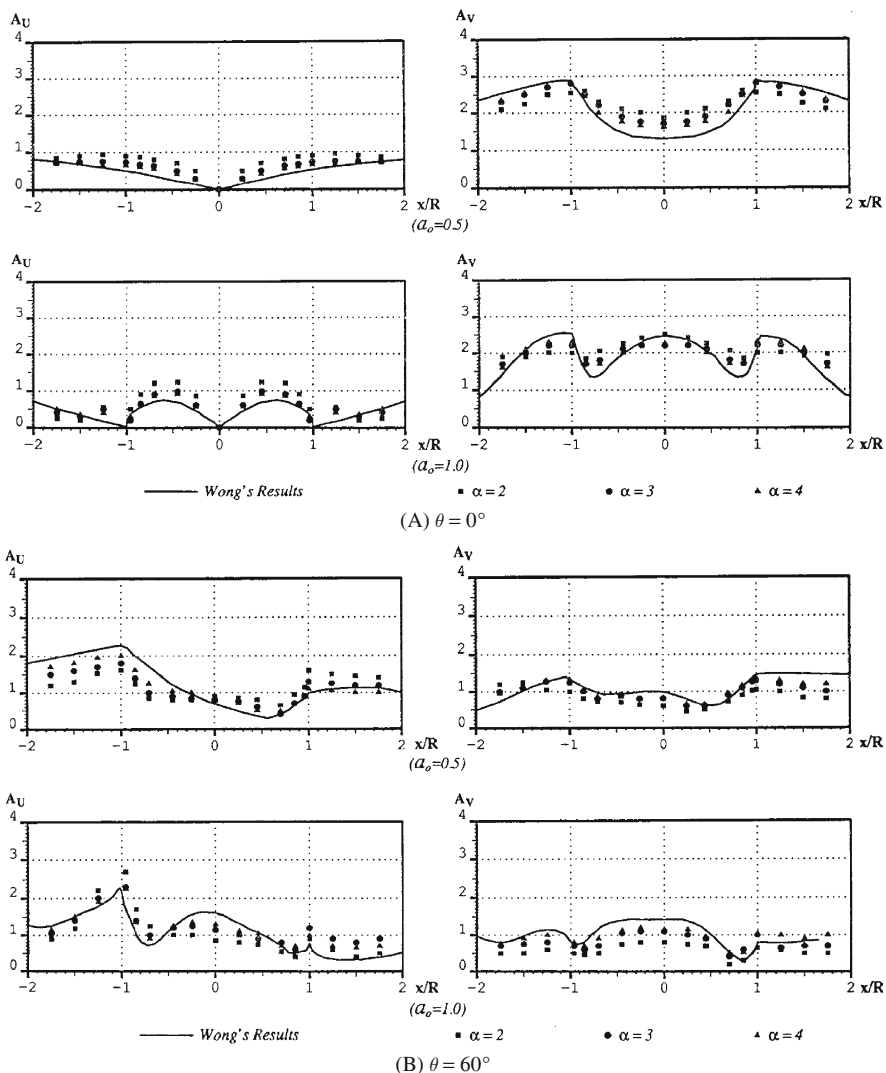 A_U
A_V
4 3 2 1 0
4 3 2 1 0
-2 -1 0 1 x/R 2
-2 -1 0 1 x/R 2
(a_o=0.5)
A_U
A_V
4 3 2 1 0
4 3 2 1 0
-2 -1 0 1 x/R 2
-2 -1 0 1 x/R 2
(a_o=1.0)
Wong's Results α = 2 α = 3 α = 4
(A) θ = 0°
A_U
A_V
4 3 2 1 0
4 3 2 1 0
-2 -1 0 1 x/R 2
-2 -1 0 1 x/R 2
(a_o=0.5)
A_U
A_V
4 3 2 1 0
4 3 2 1 0
-2 -1 0 1 x/R 2
-2 -1 0 1 x/R 2
(a_o=1.0)
Wong's Results α = 2 α = 3 α = 4
(B) θ = 60°